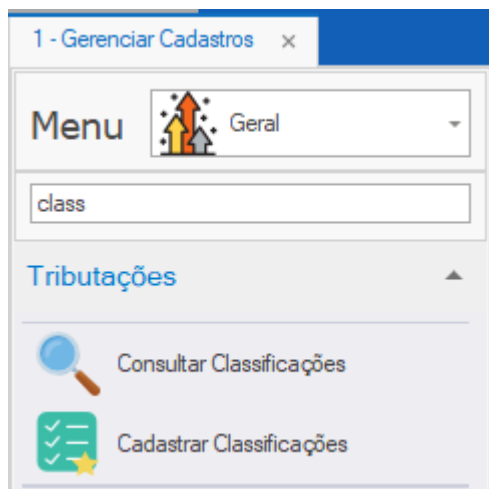 1 - Gerenciar Cadastros ×
Menu Geral
class
Tributações
Consultar Classificações
Cadastrar Classificações